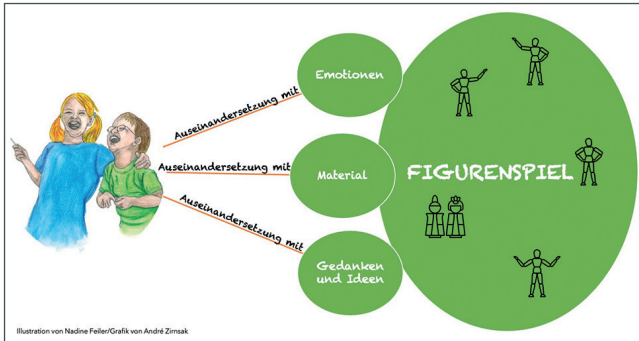 Auseinandersetzung mit
Emotionen
Auseinandersetzung mit
Material
Auseinandersetzung mit
Gedanken
und Ideen
FIGURENSPIEL
Illustration von Nadine Feiler/Grafik von André Zirnsak